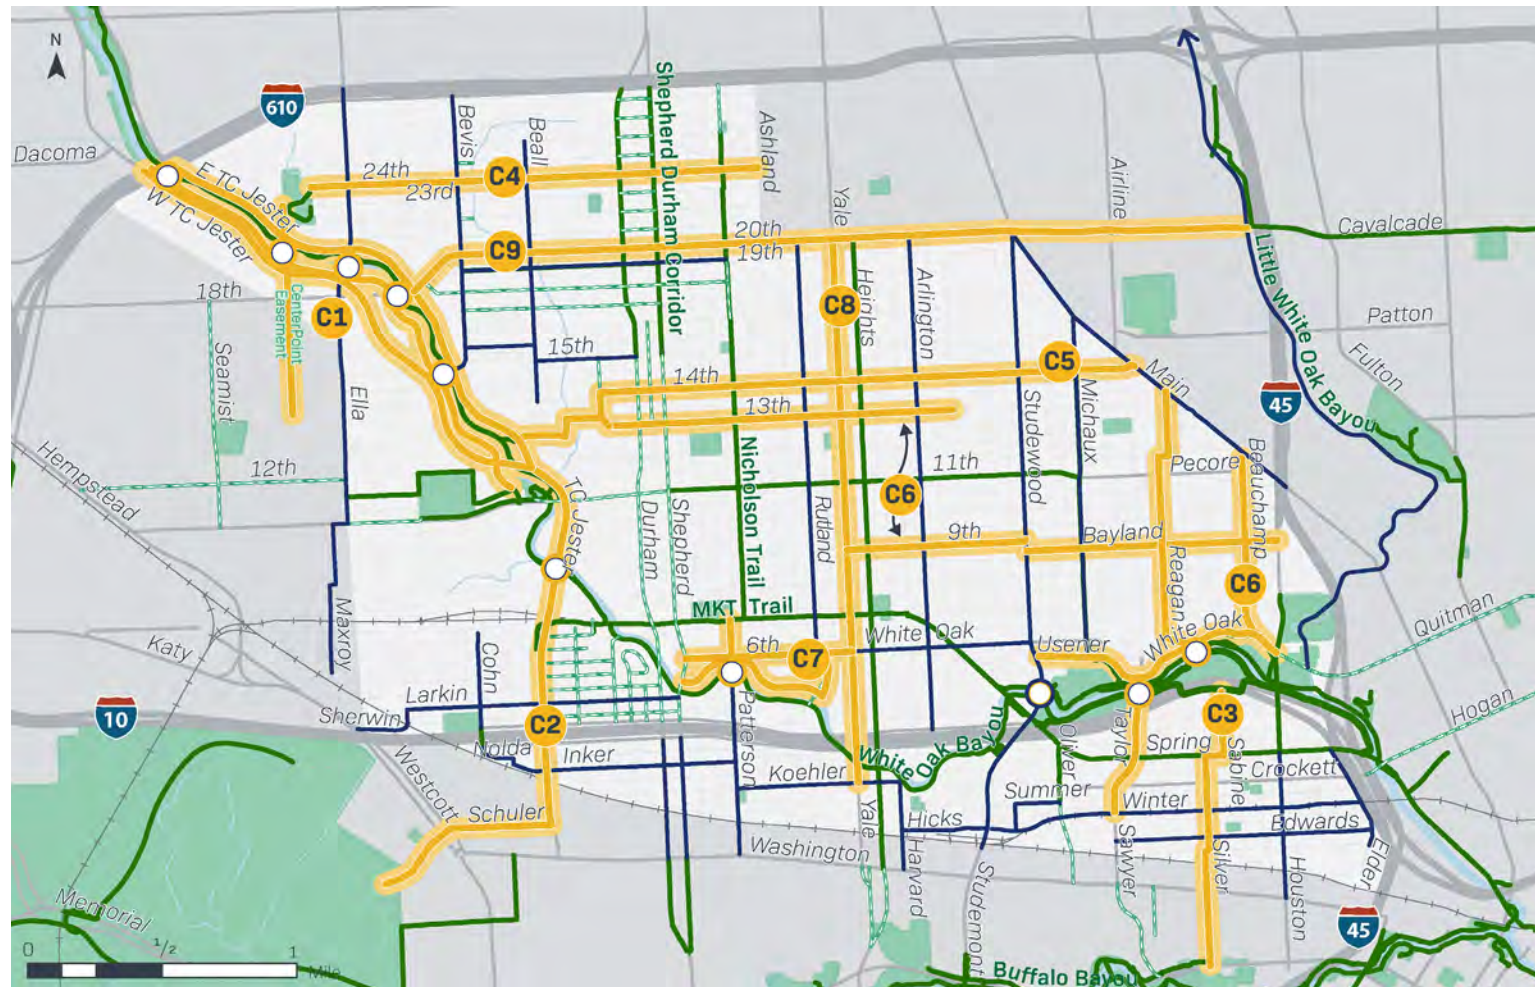 N
610
Dacoma
E TC Jester
W TC Jester
24th
23rd
C4
Bevis
Beall
Shepherd Durham Corridor
Ashland
Yale
Airline
20th
19th
C9
Cavalcade
18th
CenterPoint
Easement
C1
Seamist
Ella
15th
14th
13th
C8
Heights
Arlington
C5
Main
Michaux
Studewood
Patton
Fulton
Little White Oak Bayou
45
Hempstead
12th
11th
Pecore
Beauchamp
C6
TC Jester
Durham
Shepherd
Nicholson Trail
Rutland
9th
Bayland
Reagan
C6
Maxroy
Katy
MKT Trail
6th
C7
White Oak
Usener
White Oak
Quitman
Cohn
Larkin
Sherwin
10
C2
Nolda
Inker
Patterson
Koehler
White Oak Bayou
Oliver
Taylor
C3
Spring
Sabine
Crockett
Hogan
Westcott
Schuler
Yale
Hicks
Summer
Winter
Edwards
Washington
Harvard
Studemont
Sawyer
Silver
Houston
Elder
45
Memorial
0
1/2
1
Mile
Buffalo Bayou